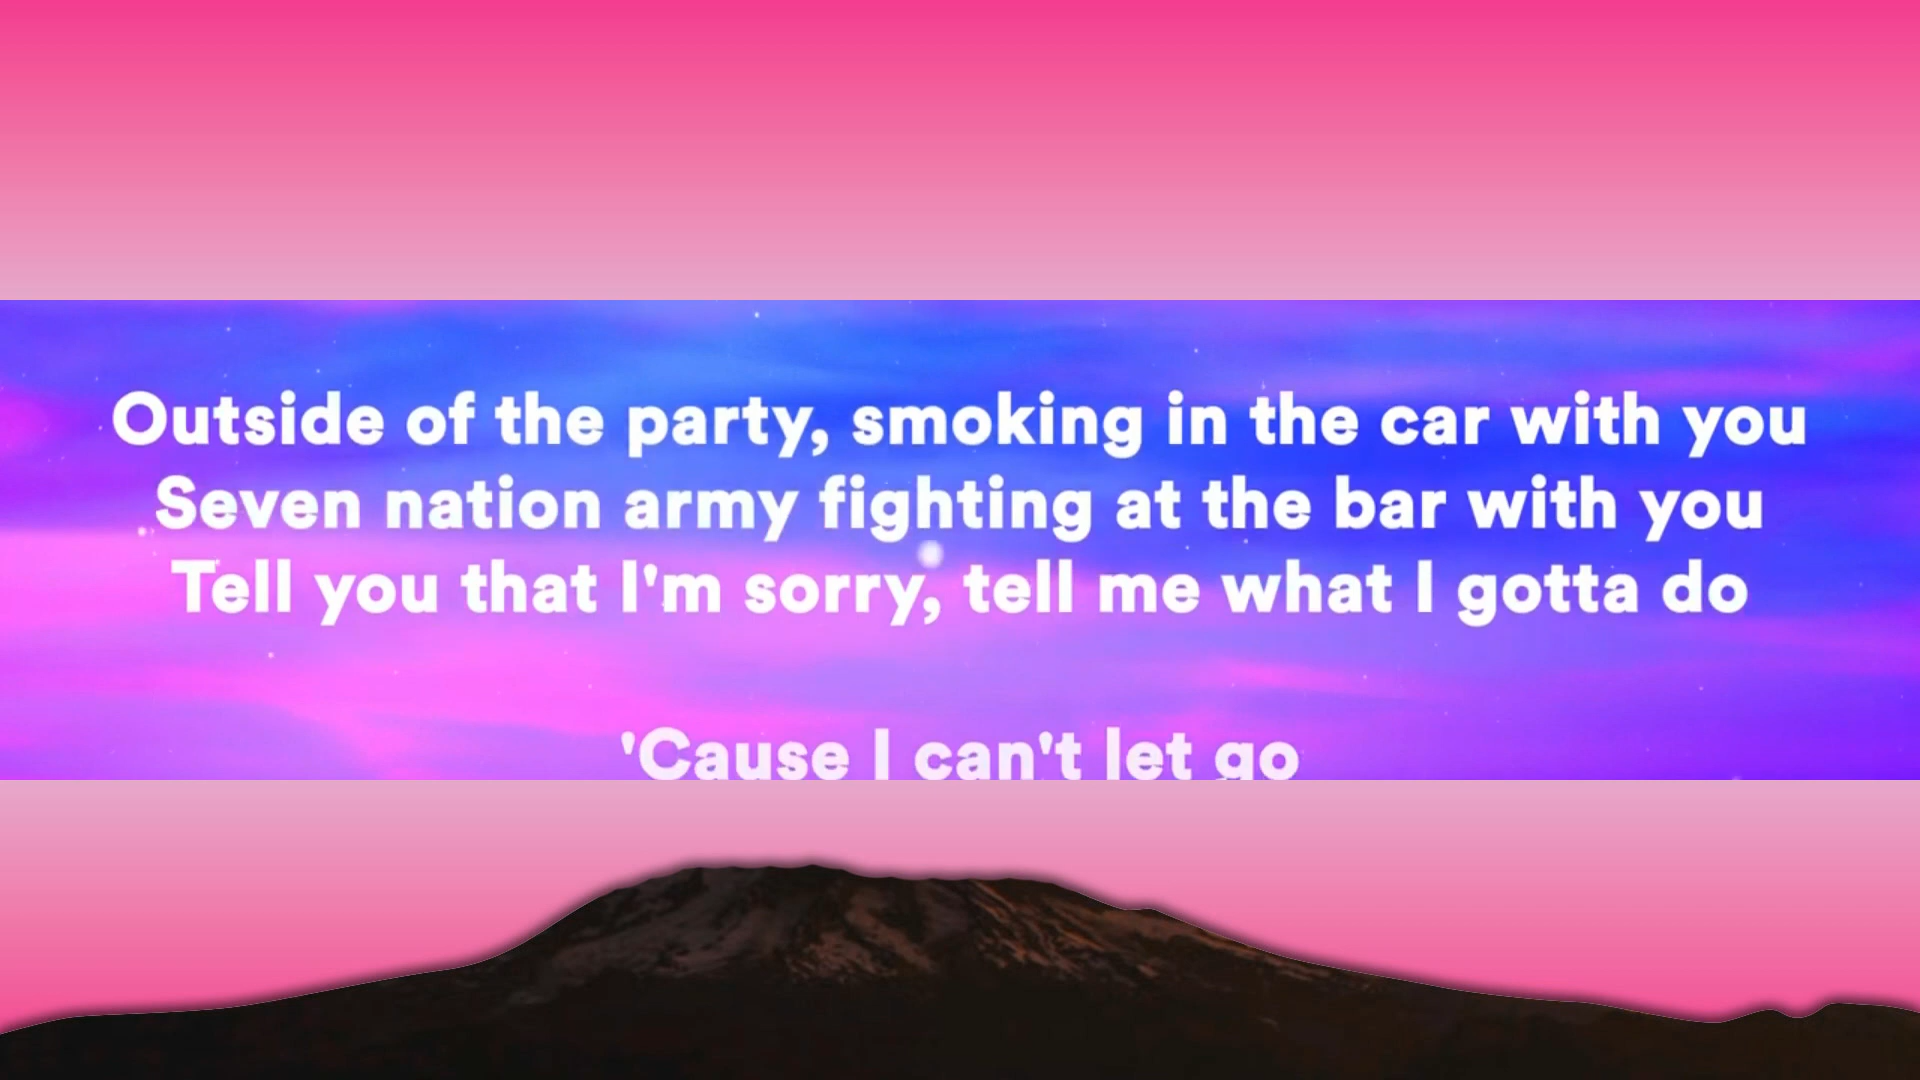 Outside of the party, smoking in the car with you
Seven nation army fighting at the bar with you
Tell you that I'm sorry, tell me what I gotta do
'Cause I can't let go